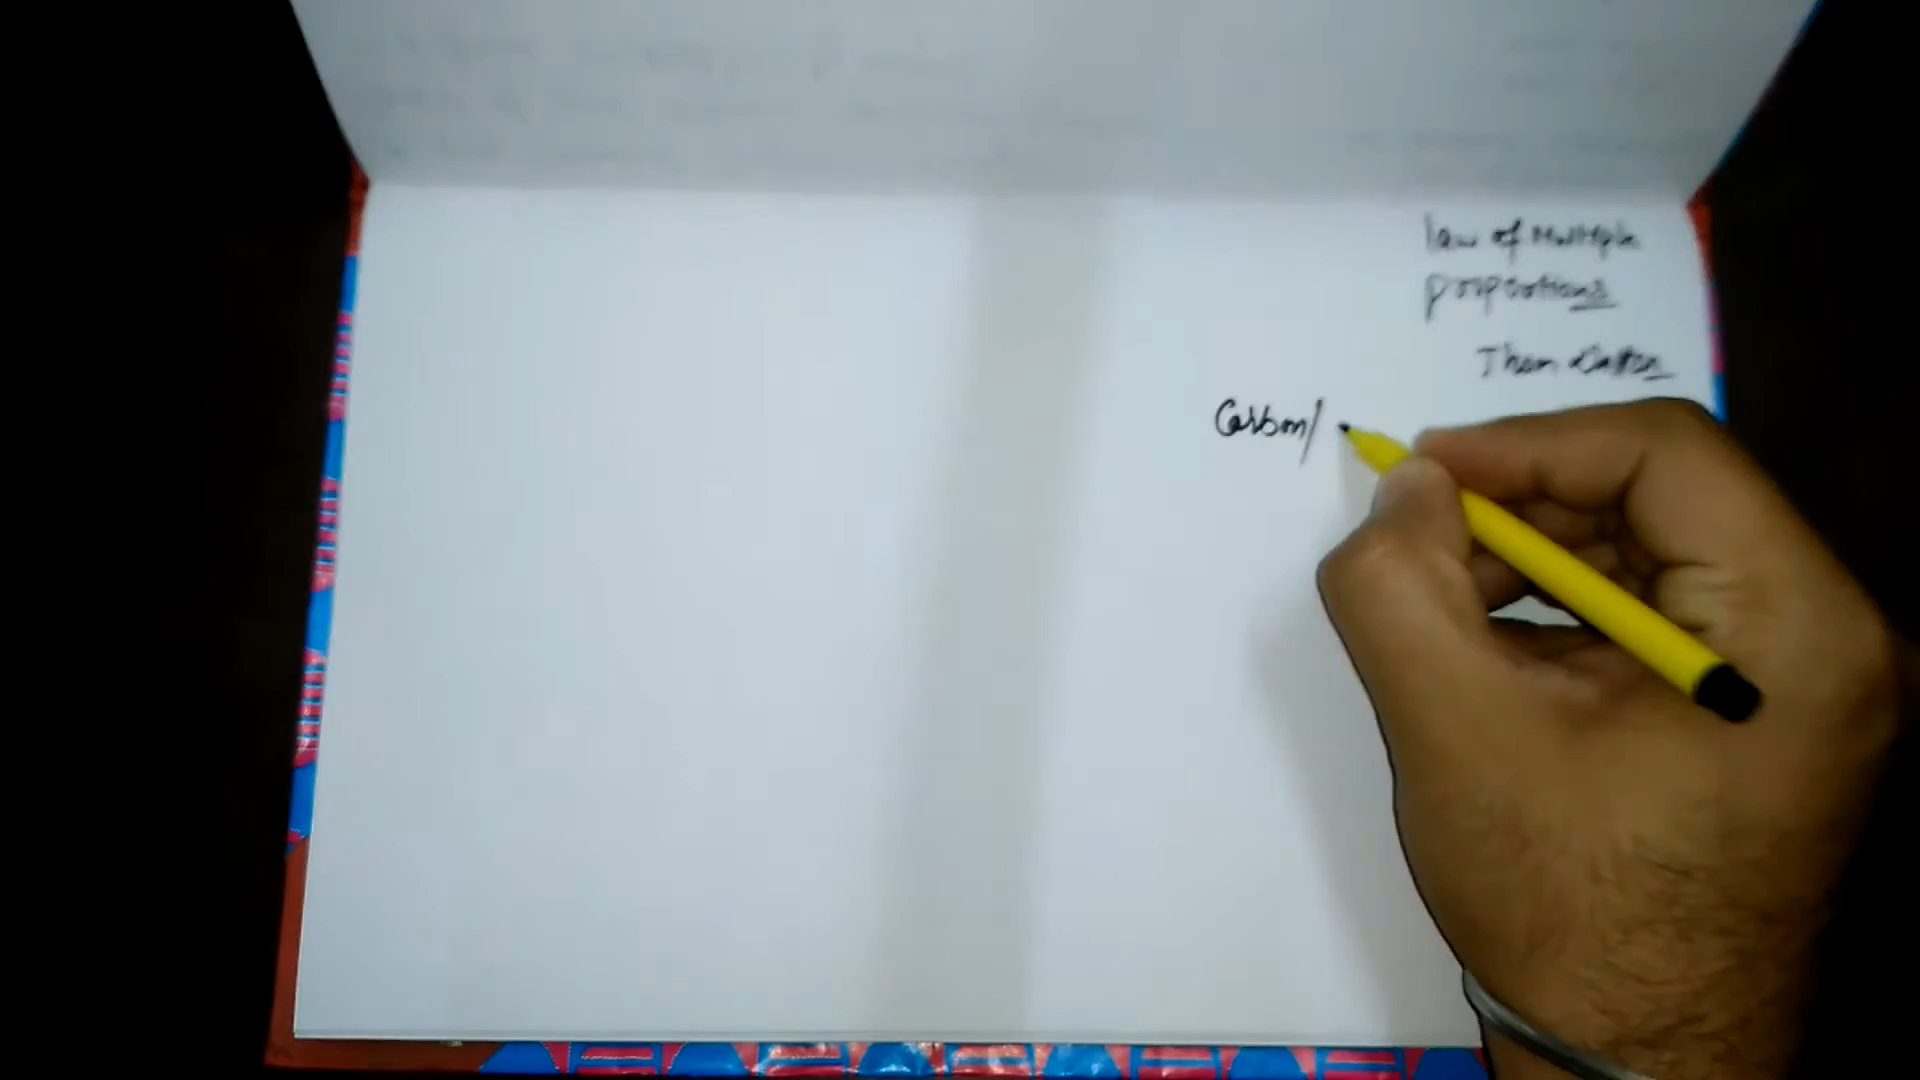 law of Multiple
proportions
Thom Dalton
Carbon/